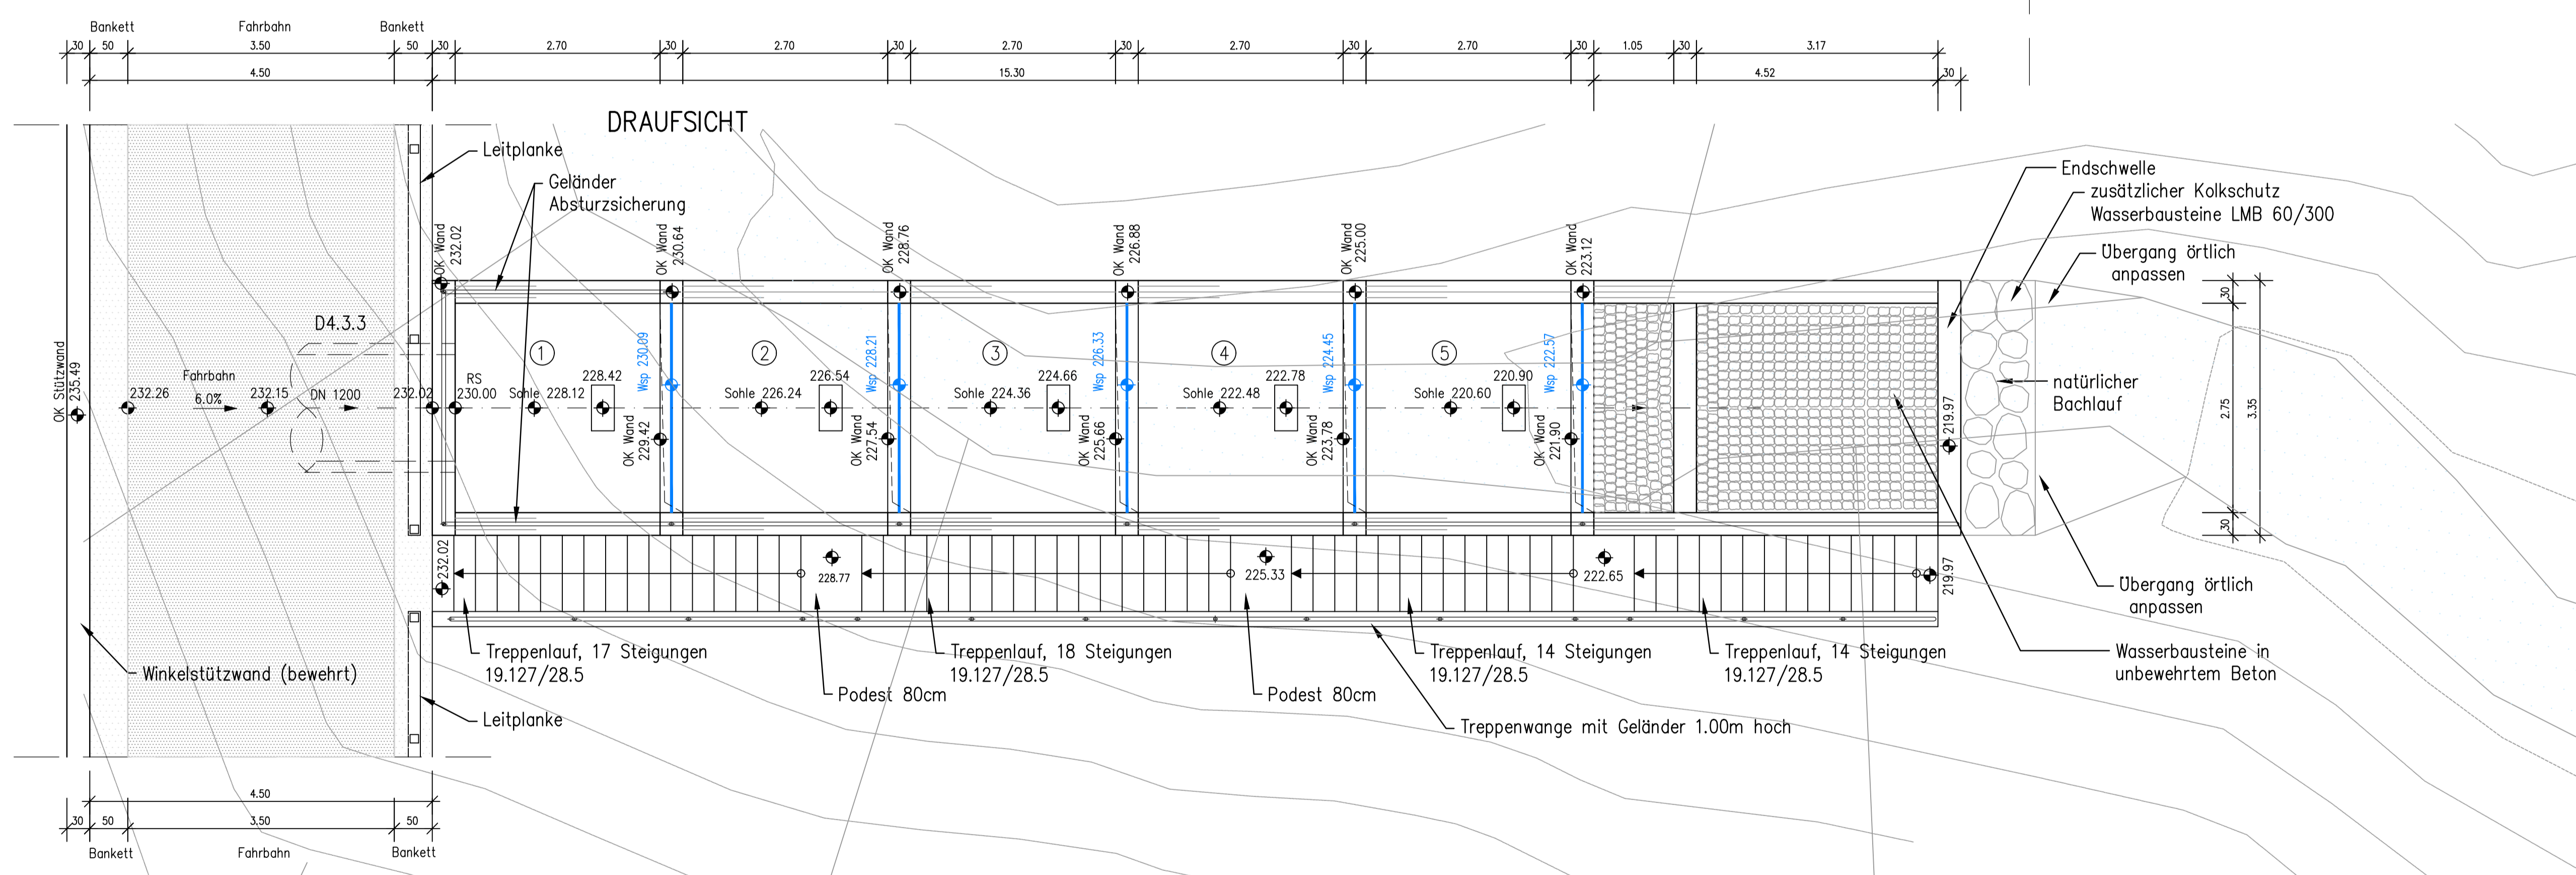 Bankett
Fahrbahn
Bankett
30
50
3.50
50
30
2.70
30
2.70
30
2.70
30
2.70
30
2.70
30
1.05
30
3.17
4.50
15.30
4.52
30
DRAUFSICHT
Leitplanke
Geländer
Absturzsicherung
Endschwelle
zusätzlicher Kolkschutz
Wasserbausteine LMB 60/300
Übergang örtlich
anpassen
OK Wand
232.02
OK Wand
230.64
OK Wand
228.76
OK Wand
226.88
OK Wand
225.00
OK Wand
223.12
D4.3.3
1
2
3
4
5
Wsp 230.09
Wsp 228.21
Wsp 226.33
Wsp 224.45
Wsp 222.57
OK Stützwand
235.49
232.26
Fahrbahn
6.0%
232.15
DN 1200
232.02
RS
230.00
Sohle 228.12
228.42
Sohle 226.24
226.54
Sohle 224.36
224.66
Sohle 222.48
222.78
Sohle 220.60
220.90
OK Wand
229.42
OK Wand
227.54
OK Wand
225.66
OK Wand
223.78
OK Wand
221.90
219.97
natürlicher
Bachlauf
30
2.75
3.35
30
232.02
228.77
225.33
222.65
219.97
Übergang örtlich
anpassen
Treppenlauf, 17 Steigungen
19.127/28.5
Podest 80cm
Treppenlauf, 18 Steigungen
19.127/28.5
Podest 80cm
Treppenlauf, 14 Steigungen
19.127/28.5
Treppenlauf, 14 Steigungen
19.127/28.5
Wasserbausteine in
unbewehrtem Beton
Winkelstützwand (bewehrt)
Leitplanke
Treppenwange mit Geländer 1.00m hoch
4.50
30
50
3.50
50
Bankett
Fahrbahn
Bankett